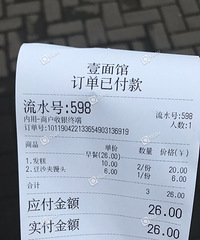 壹面馆
订单已付款
流水号:598 流水号:598
内用-商户收银终端 人数:1
订单号:101190422133654903136919
商品 单价 数量 价格(¥)
早餐(26.00)
1.发糕 10.00 2/份 20.00
2.豆沙夹馒头 6.00 1/份 6.00
合计 3 26.00
应付金额 26.00
实付金额 26.00